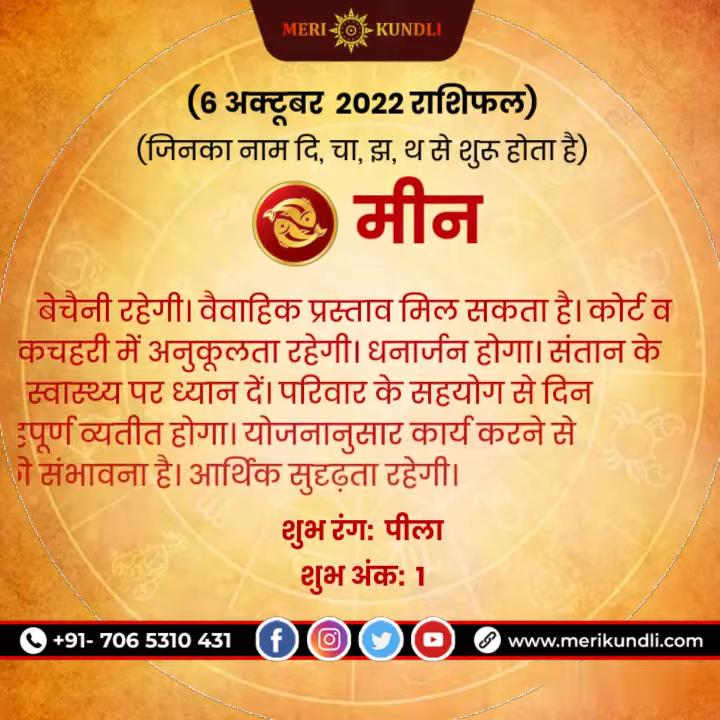 MERI KUNDLI
(6 अक्टूबर 2022 राशिफल)
(जिनका नाम दि, चा, झ, थ से शुरू होता है)
मीन
बेचैनी रहेगी। वैवाहिक प्रस्ताव मिल सकता है। कोर्ट व
कचहरी में अनुकूलता रहेगी। धनार्जन होगा। संतान के
स्वास्थ्य पर ध्यान दें। परिवार के सहयोग से दिन
व्यतीत होगा। योजनानुसार कार्य करने से
संभावना है। आर्थिक सुदृढ़ता रहेगी।
शुभ रंग: पीला
शुभ अंक: 1
+91- 706 5310 431 www.merikundli.com